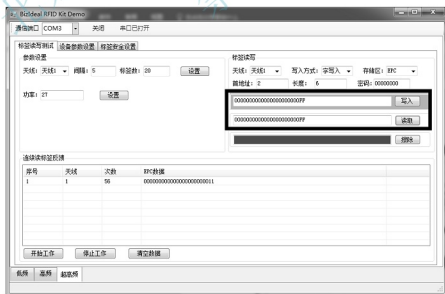 BizIdeal RFID Kit Demo
通信端口 COM3 关闭 串口已打开
标签读写测试 设备参数设置 标签安全设置
参数设置
天线: 天线1 间隔: 5 标签数: 20 设置
功率: 27 设置
标签读写
天线: 天线1 写入方式: 字写入 存储区: EPC
首地址: 2 长度: 6 密码: 00000000
0000000000000000000000FF 写入
0000000000000000000000FF 读取
擦除
连续读标签反馈
序号 天线 次数 EPC数据
1 1 56 000000000000000000000011
开始工作 停止工作 清空数据
低频 高频 超高频